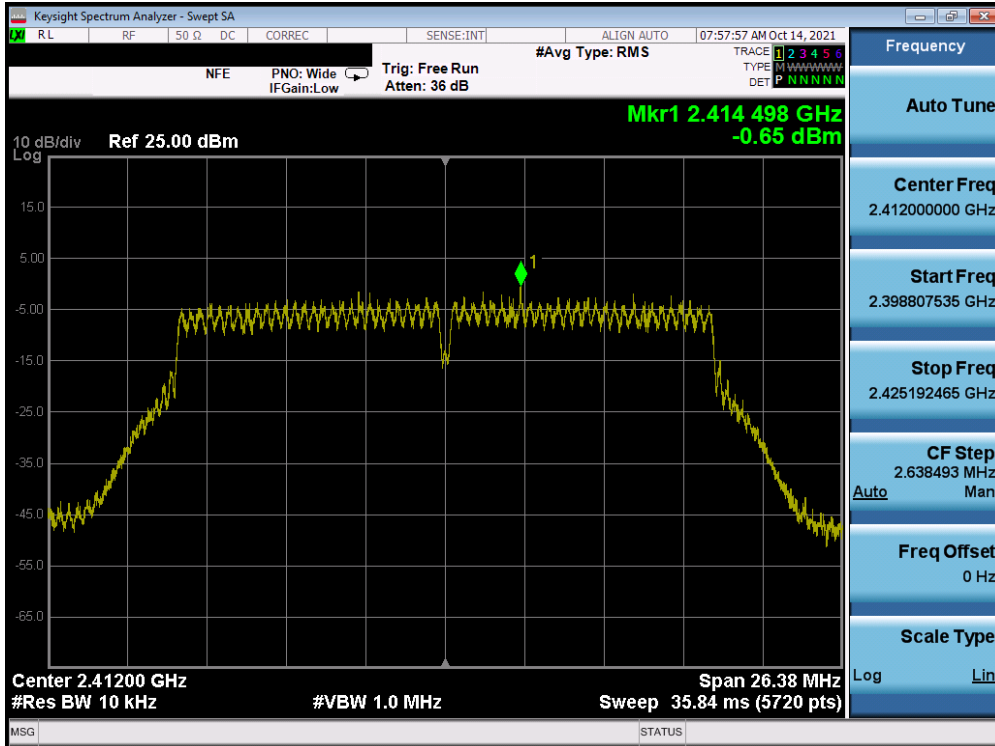 Keysight Spectrum Analyzer - Swept SA
LXI RL RF 50 Ω DC CORREC SENSE:INT ALIGN AUTO 07:57:57 AM Oct 14, 2021
NFE PNO: Wide IFGain:Low Trig: Free Run Atten: 36 dB #Avg Type: RMS
TRACE 1 2 3 4 5 6
TYPE M W W W W W
DET P N N N N N
Mkr1 2.414 498 GHz
-0.65 dBm
10 dB/div Ref 25.00 dBm
Log
15.0
5.00
1
-5.00
-15.0
-25.0
-35.0
-45.0
-55.0
-65.0
Center 2.41200 GHz Span 26.38 MHz
#Res BW 10 kHz #VBW 1.0 MHz Sweep 35.84 ms (5720 pts)
MSG STATUS
Frequency
Auto Tune
Center Freq
2.412000000 GHz
Start Freq
2.398807535 GHz
Stop Freq
2.425192465 GHz
CF Step
2.638493 MHz
Auto Man
Freq Offset
0 Hz
Scale Type
Log Lin